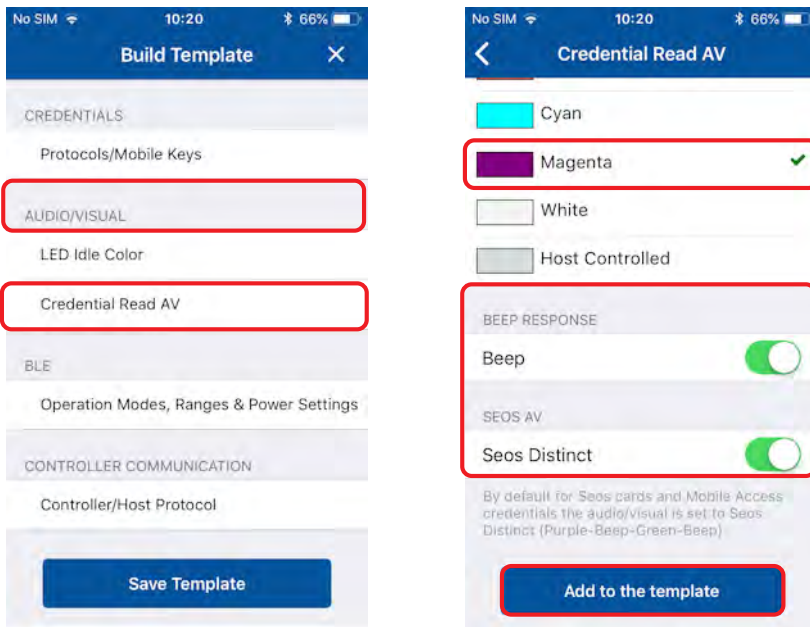 No SIM 10:20 66%
Build Template
CREDENTIALS
Protocols/Mobile Keys
AUDIO/VISUAL
LED Idle Color
Credential Read AV
BLE
Operation Modes, Ranges & Power Settings
CONTROLLER COMMUNICATION
Controller/Host Protocol
Save Template
No SIM 10:20 66%
Credential Read AV
Cyan
Magenta
White
Host Controlled
BEEP RESPONSE
Beep
SEOS AV
Seos Distinct
By default for Seos cards and Mobile Access
credentials the audio/visual is set to Seos
Distinct (Purple-Beep-Green-Beep)
Add to the template